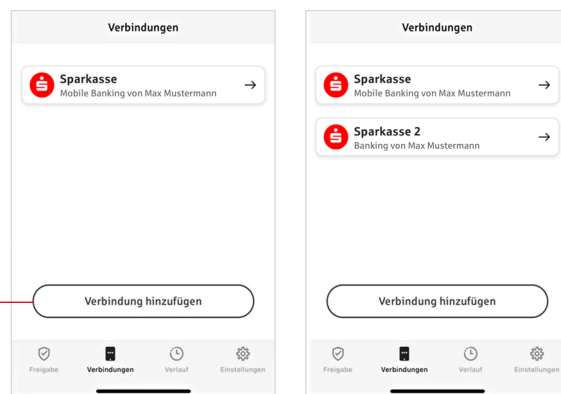 Verbindungen
Sparkasse
Mobile Banking von Max Mustermann
Verbindung hinzufügen
Freigabe Verbindungen Verlauf Einstellungen
Verbindungen
Sparkasse
Mobile Banking von Max Mustermann
Sparkasse 2
Banking von Max Mustermann
Verbindung hinzufügen
Freigabe Verbindungen Verlauf Einstellungen